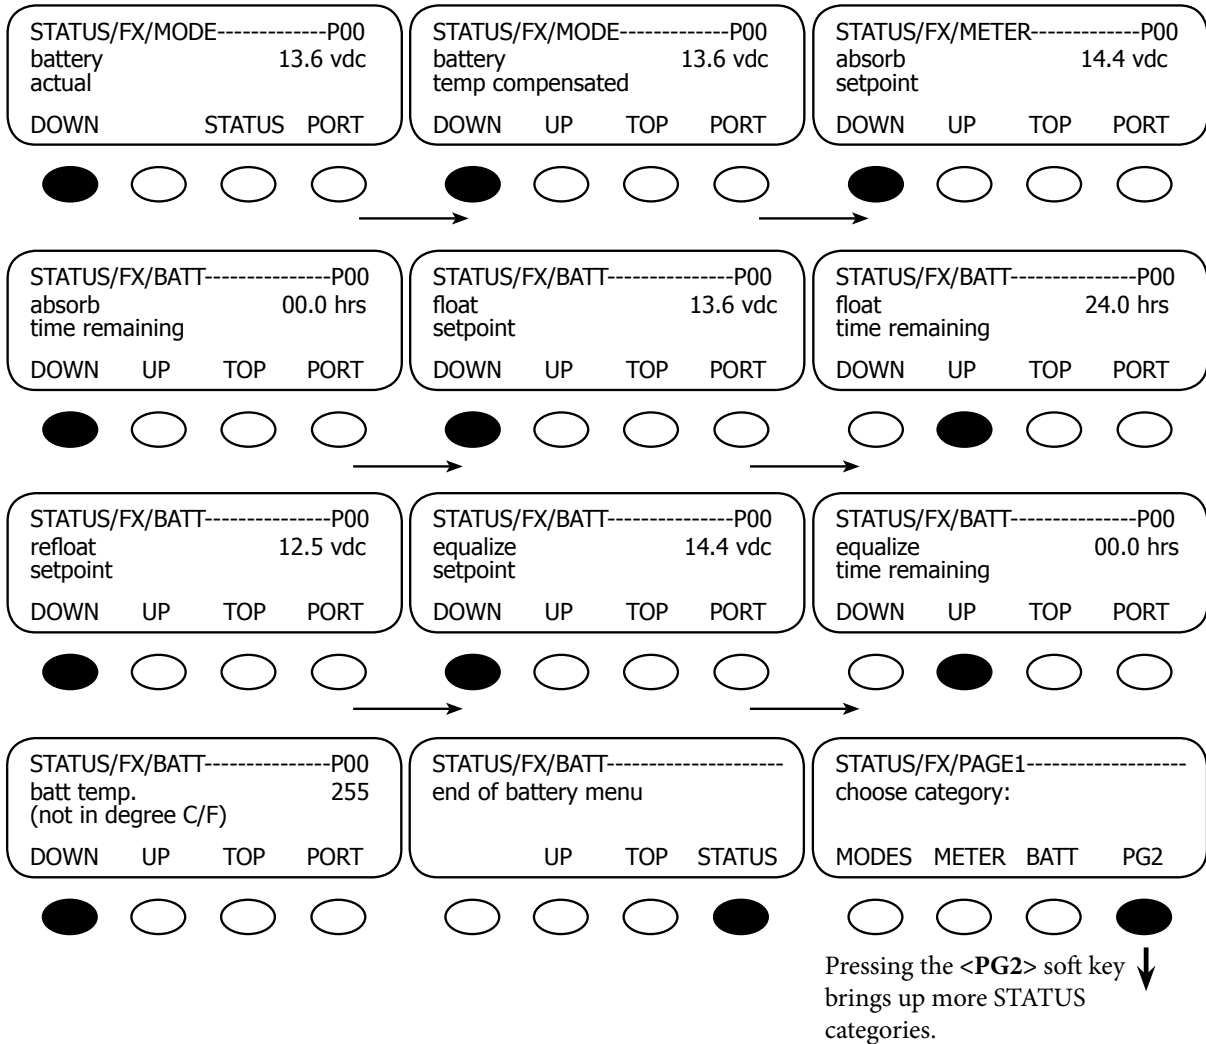 STATUS/FX/MODE-------------P00
battery 13.6 vdc
actual
DOWN STATUS PORT
STATUS/FX/MODE-------------P00
battery 13.6 vdc
temp compensated
DOWN UP TOP PORT
STATUS/FX/METER-------------P00
absorb 14.4 vdc
setpoint
DOWN UP TOP PORT
STATUS/FX/BATT---------------P00
absorb 00.0 hrs
time remaining
DOWN UP TOP PORT
STATUS/FX/BATT---------------P00
float 13.6 vdc
setpoint
DOWN UP TOP PORT
STATUS/FX/BATT---------------P00
float 24.0 hrs
time remaining
DOWN UP TOP PORT
STATUS/FX/BATT---------------P00
refloat 12.5 vdc
setpoint
DOWN UP TOP PORT
STATUS/FX/BATT---------------P00
equalize 14.4 vdc
setpoint
DOWN UP TOP PORT
STATUS/FX/BATT---------------P00
equalize 00.0 hrs
time remaining
DOWN UP TOP PORT
STATUS/FX/BATT---------------P00
batt temp. 255
(not in degree C/F)
DOWN UP TOP PORT
STATUS/FX/BATT---------------------
end of battery menu
UP TOP STATUS
STATUS/FX/PAGE1-------------------
choose category:
MODES METER BATT PG2
Pressing the <PG2> soft key
brings up more STATUS
categories.